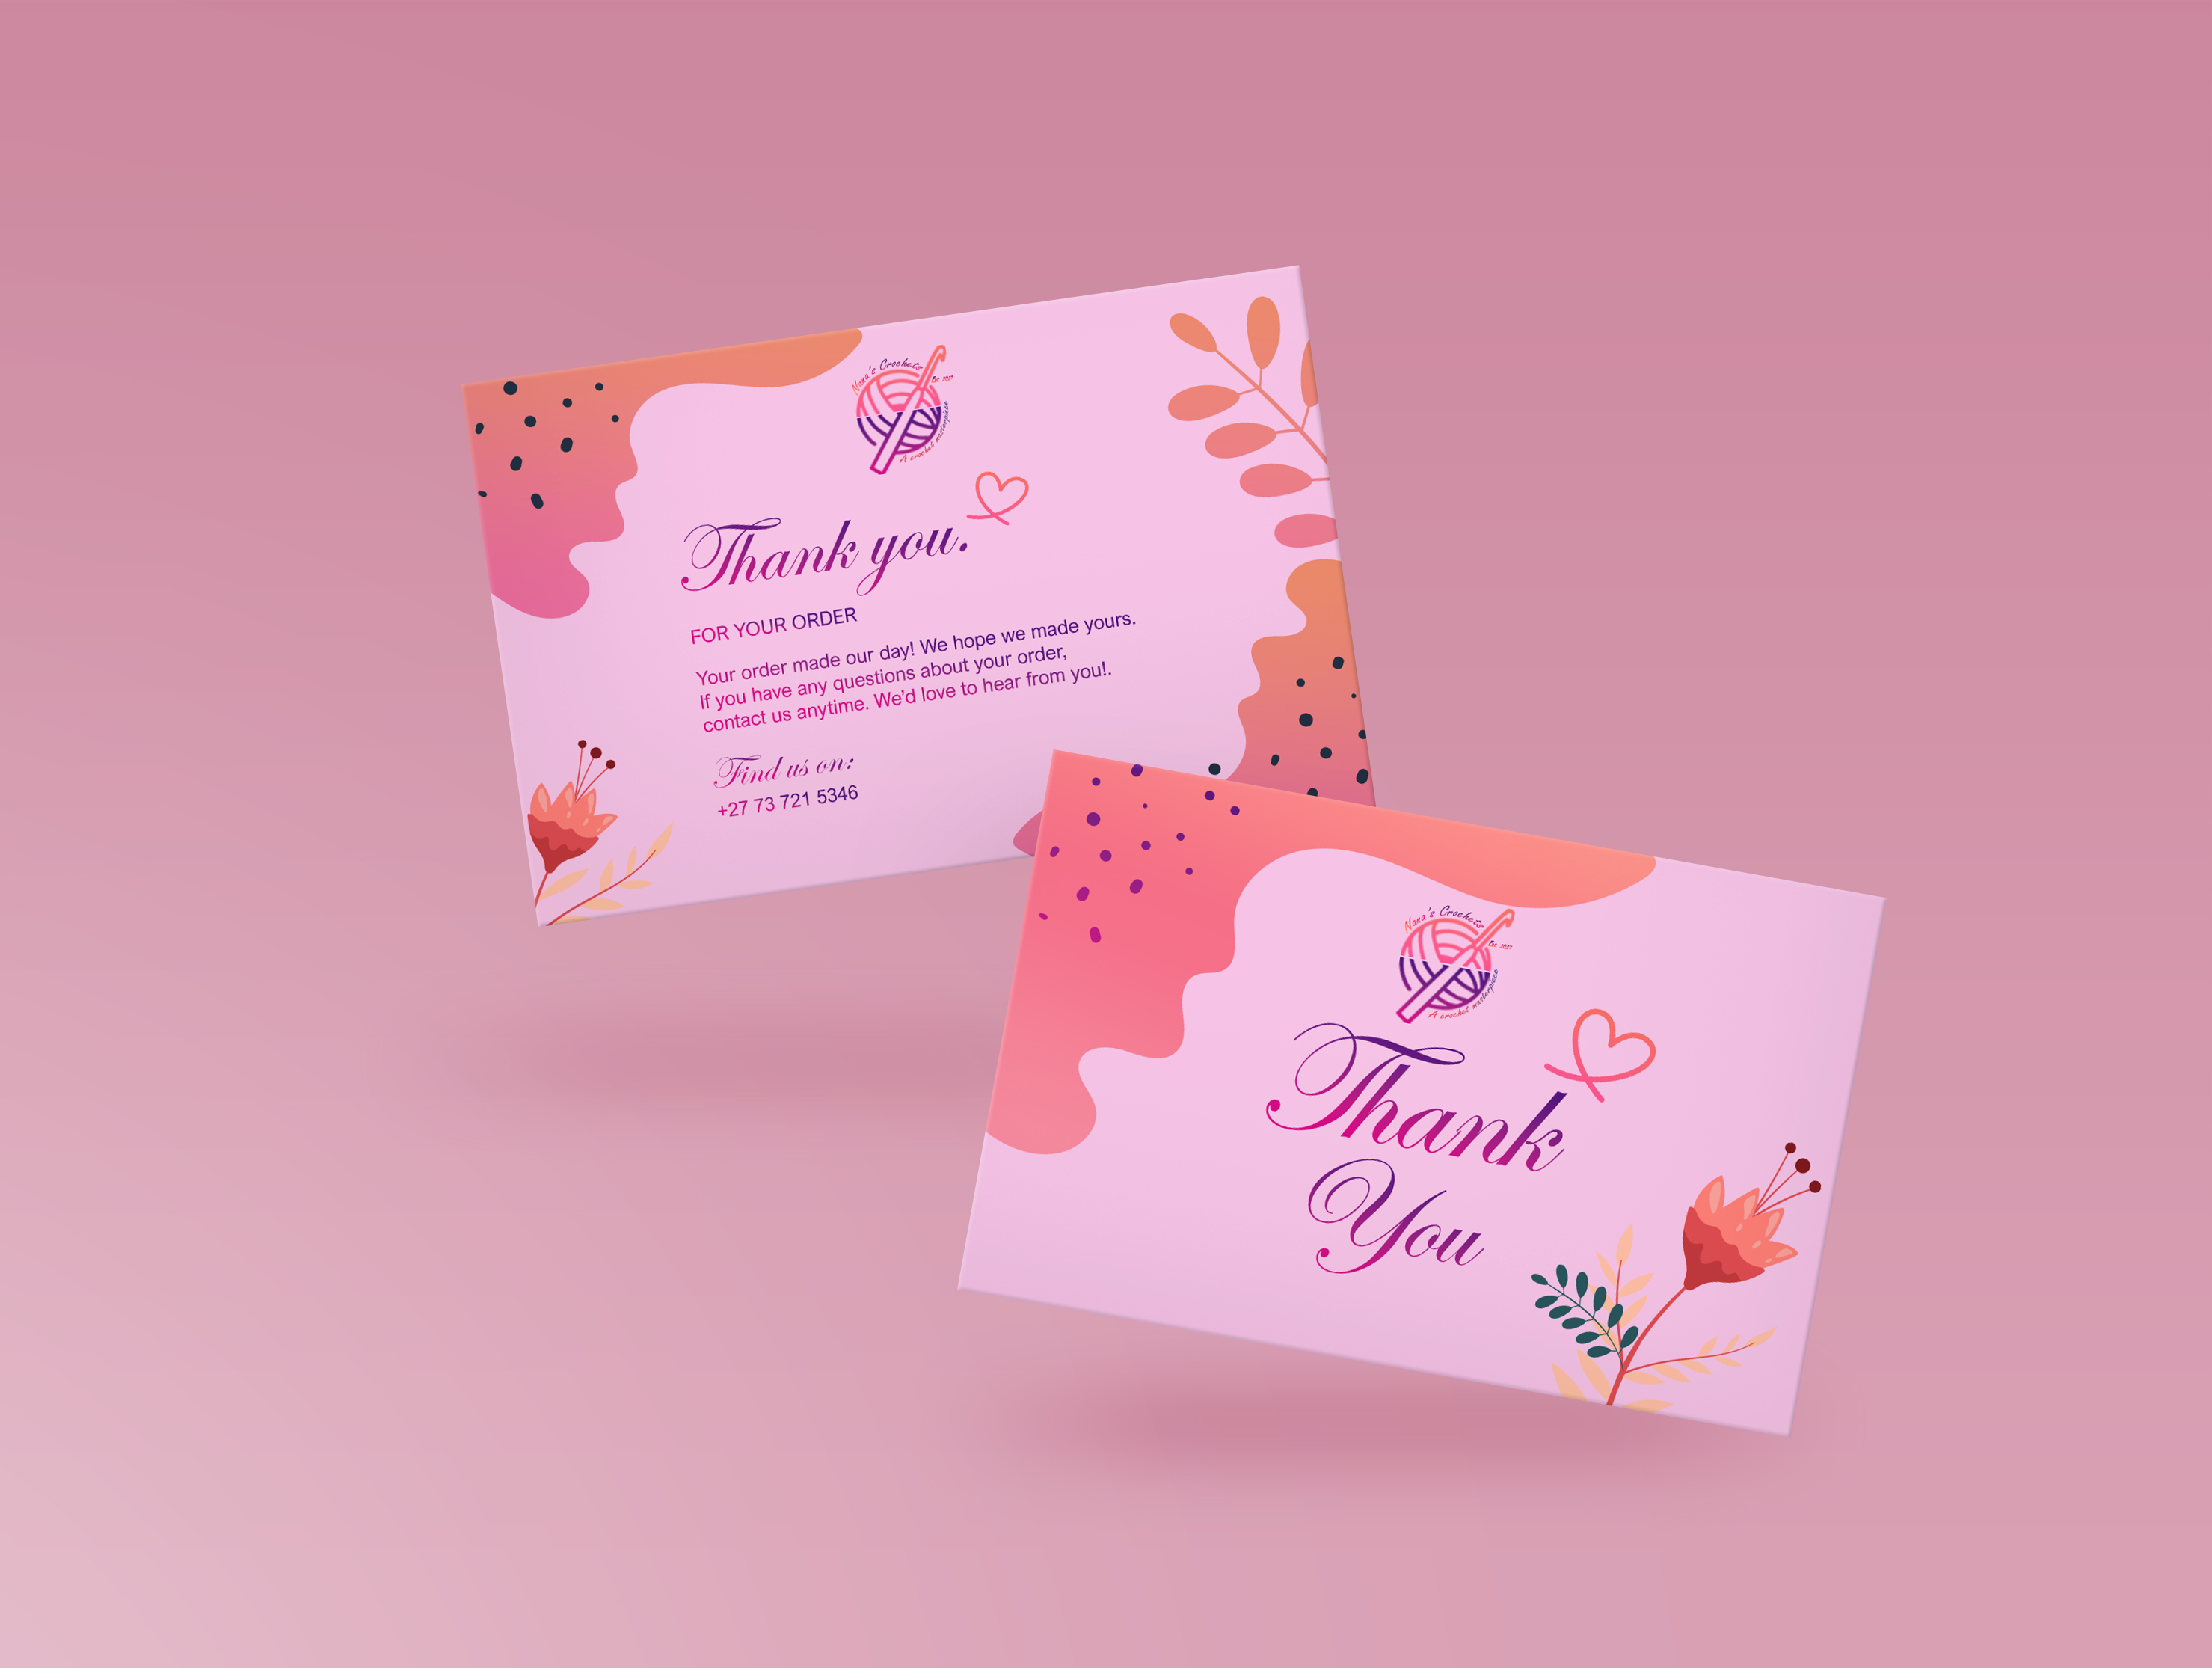 Nana's Crochets
Est. 2021
A crochet masterpiece
Thank you.
FOR YOUR ORDER
Your order made our day! We hope we made yours.
If you have any questions about your order,
contact us anytime. We'd love to hear from you!.
Find us on:
+27 73 721 5346
Nana's Crochets
Est. 2021
A crochet masterpiece
Thank
You